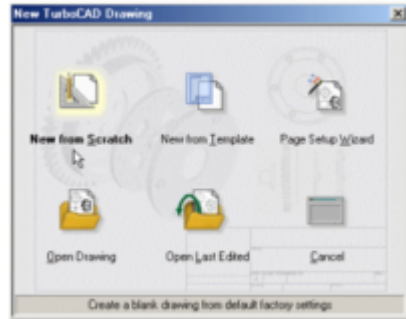 New TurboCAD Drawing
New from Scratch
New from Template
Page Setup Wizard
Open Drawing
Open Last Edited
Cancel
Create a blank drawing from default factory settings